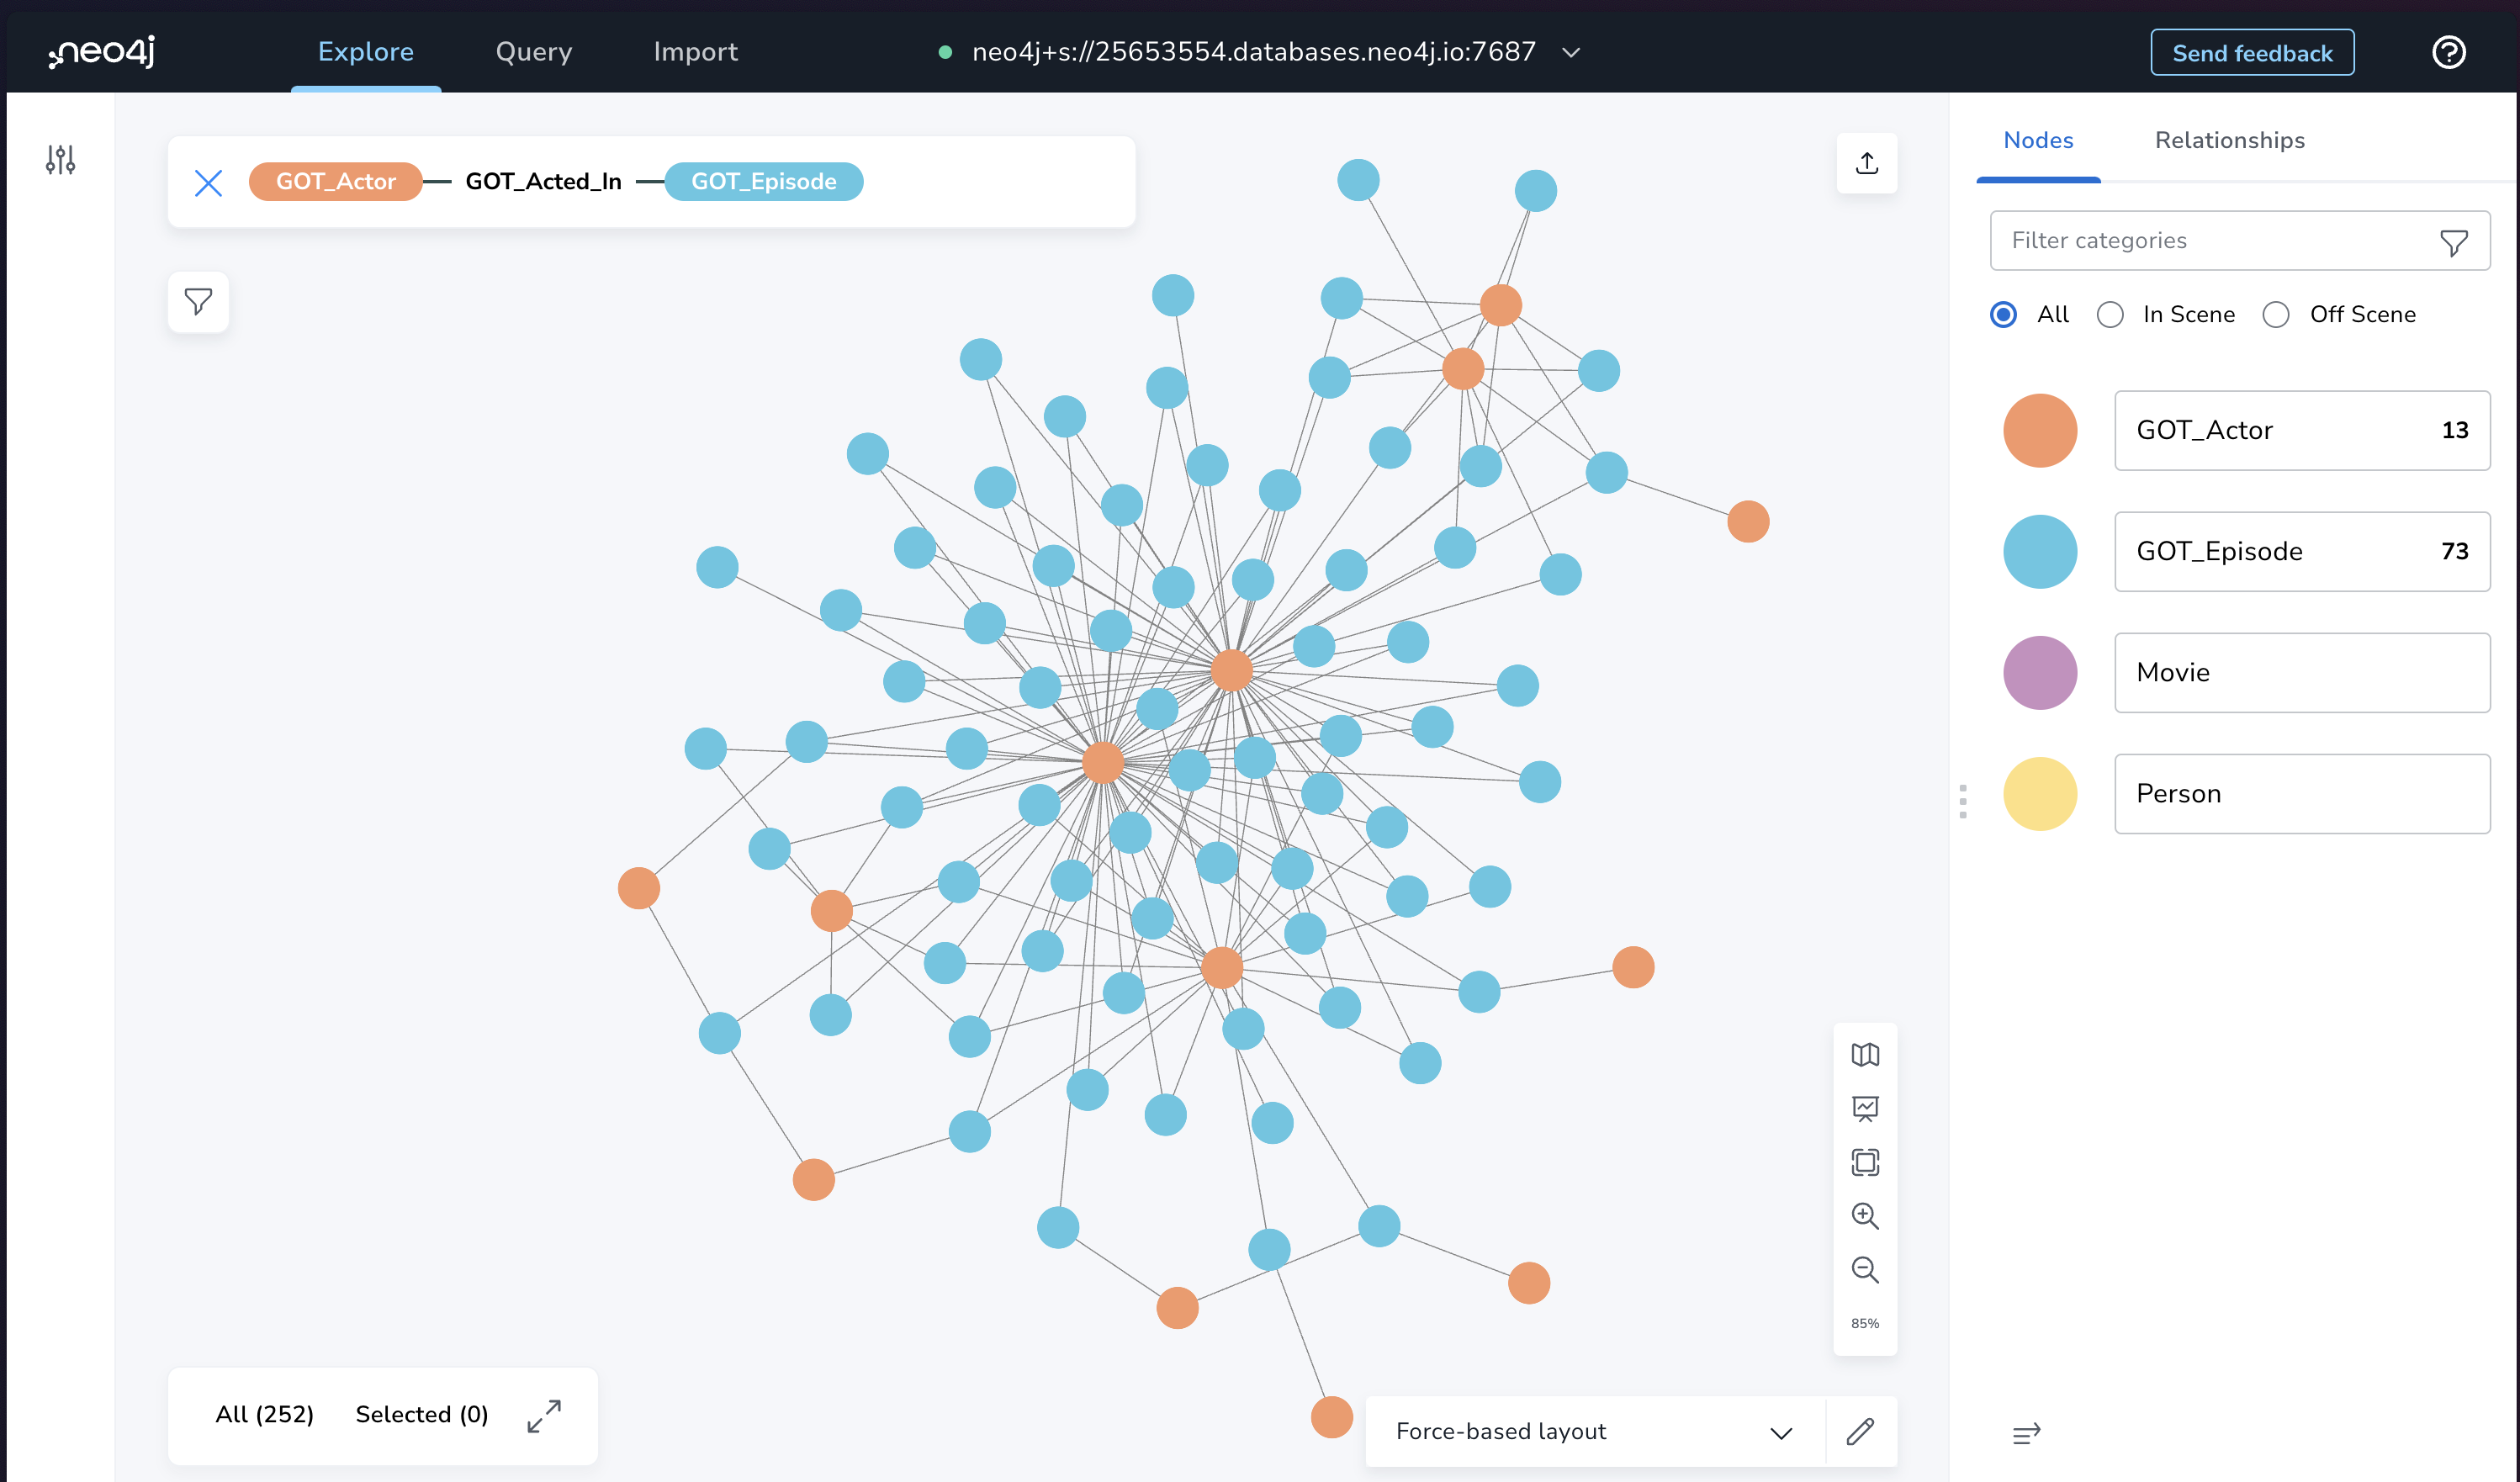 neo4j Explore Query Import neo4j+s://25653554.databases.neo4j.io:7687 Send feedback ?
GOT_Actor GOT_Acted_In GOT_Episode
Nodes Relationships
Filter categories
All In Scene Off Scene
GOT_Actor 13
GOT_Episode 73
Movie
Person
85%
All (252) Selected (0)
Force-based layout